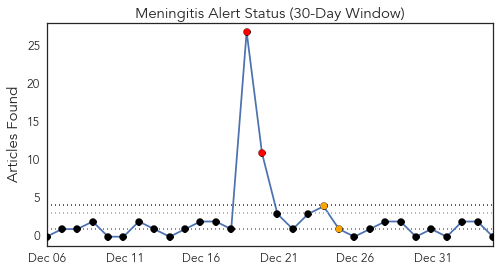 Meningitis Alert Status (30-Day Window)
Articles Found
25
20
15
10
5
0
Dec 06 Dec 11 Dec 16 Dec 21 Dec 26 Dec 31